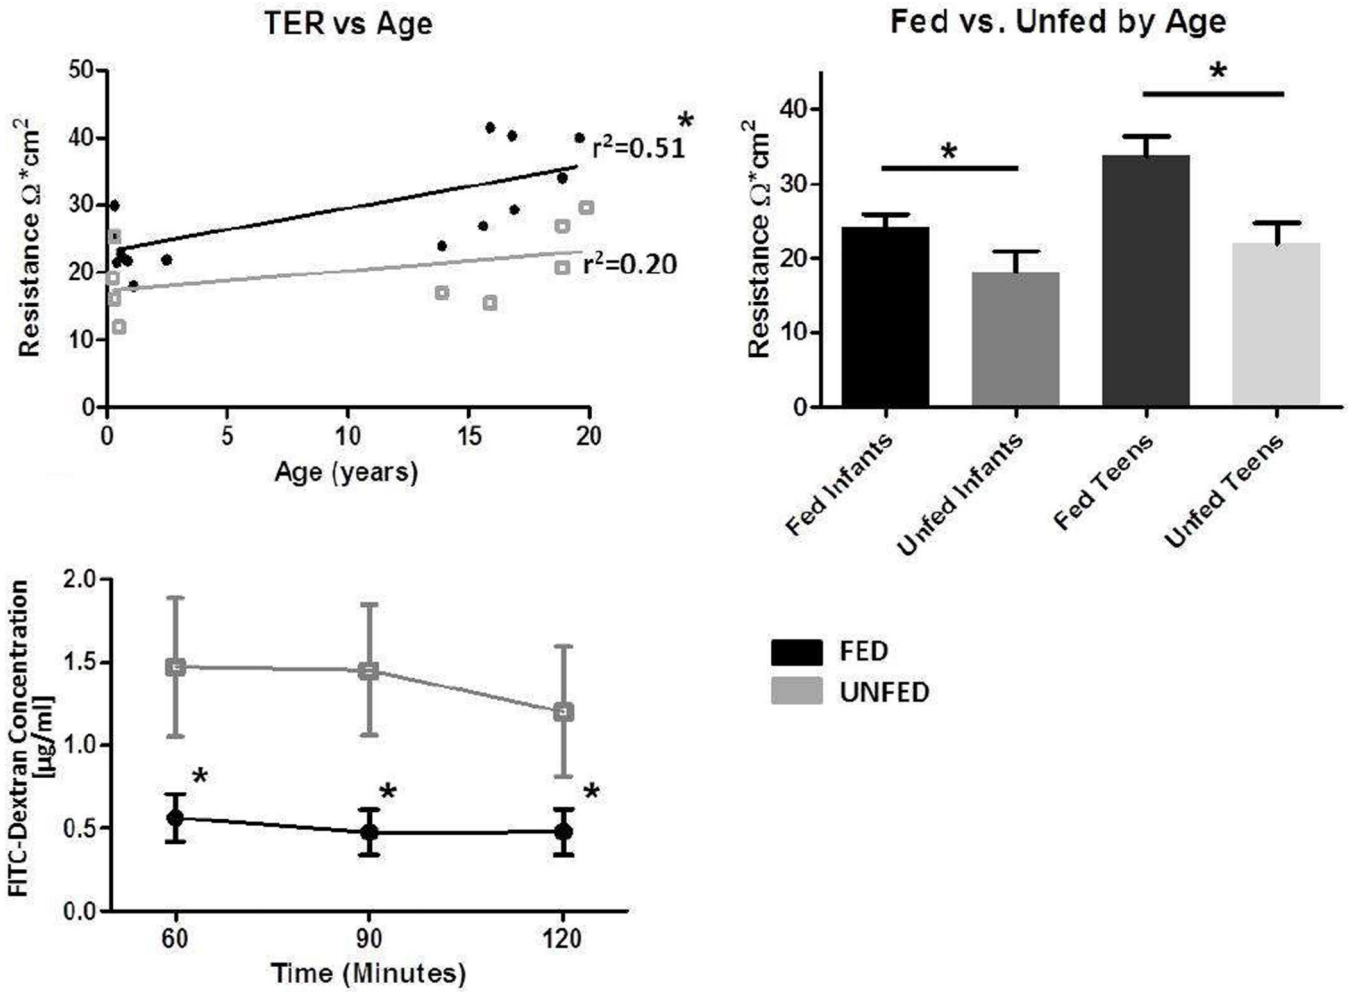 TER vs Age
50
40
30
20
10
0
Resistance Ω*cm²
*
r²=0.51
r²=0.20
0 5 10 15 20
Age (years)
Fed vs. Unfed by Age
40
30
20
10
0
Resistance Ω*cm²
*
*
Fed Infants
Unfed Infants
Fed Teens
Unfed Teens
2.0
1.5
1.0
0.5
0.0
FITC-Dextran Concentration
[µg/ml]
* * *
60 90 120
Time (Minutes)
FED
UNFED